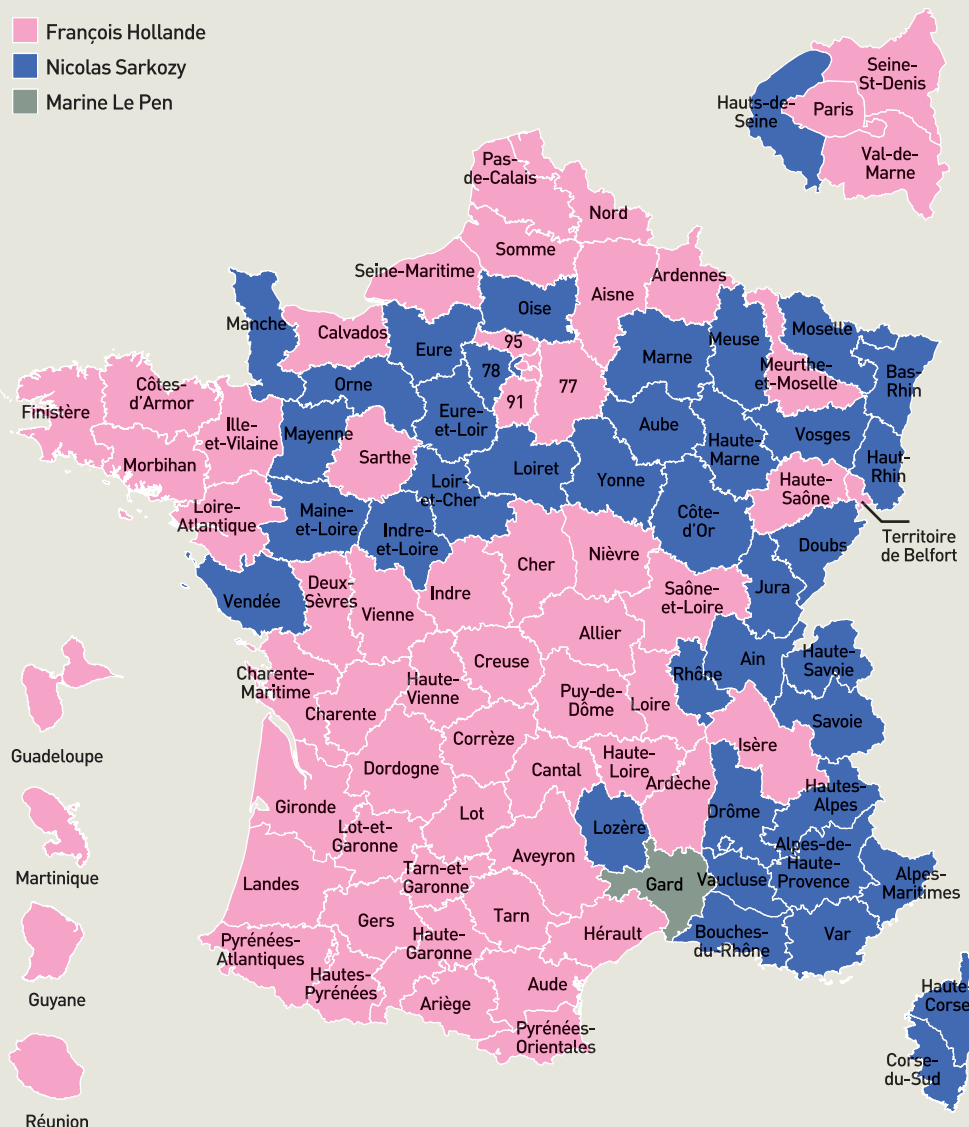 François Hollande
Nicolas Sarkozy
Marine Le Pen
Seine-
St-Denis
Hauts-de-
Seine
Paris
Val-de-
Marne
Pas-
de-Calais
Nord
Somme
Seine-Maritime
Ardennes
Aisne
Oise
Manche
Calvados
Eure
95
Marne
Meuse
Moselle
Meurthe-
et-Moselle
Bas-
Rhin
78
77
Orne
91
Finistère
Côtes-
d'Armor
Ille-
et-Vilaine
Mayenne
Eure-
et-Loir
Aube
Haute-
Marne
Vosges
Haut-
Rhin
Morbihan
Sarthe
Loir-
et-Cher
Loiret
Yonne
Haute-
Saône
Loire-
Atlantique
Maine-
et-Loire
Indre-
et-Loire
Côte-
d'Or
Territoire
de Belfort
Doubs
Cher
Nièvre
Vendée
Deux-
Sèvres
Vienne
Indre
Saône-
et-Loire
Jura
Allier
Charente-
Maritime
Haute-
Vienne
Creuse
Rhône
Ain
Haute-
Savoie
Charente
Puy-de-
Dôme
Loire
Savoie
Guadeloupe
Corrèze
Isère
Dordogne
Cantal
Haute-
Loire
Ardèche
Hautes-
Alpes
Gironde
Lot
Lozère
Drôme
Lot-et-
Garonne
Alpes-de-
Haute-
Provence
Martinique
Landes
Tarn-et-
Garonne
Aveyron
Gard
Vaucluse
Alpes-
Maritimes
Gers
Tarn
Hérault
Bouches-
du-Rhône
Var
Pyrénées-
Atlantiques
Haute-
Garonne
Hautes-
Pyrénées
Ariège
Aude
Haute-
Corse
Guyane
Pyrénées-
Orientales
Corse-
du-Sud
Réunion